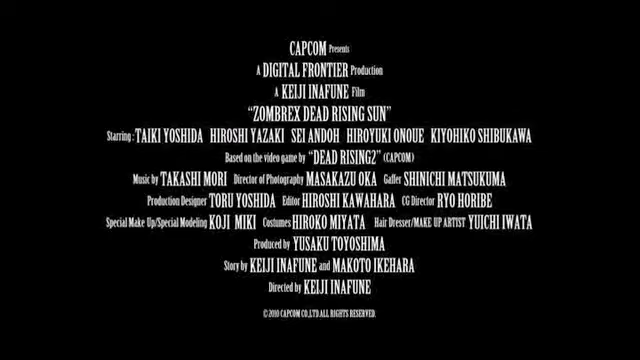 CAPCOM Presents
A DIGITAL FRONTIER Production
A KEIJI INAFUNE Film
"ZOMBREX DEAD RISING SUN"
Starring : TAIKI YOSHIDA HIROSHI YAZAKI SEI ANDOH HIROYUKI ONOUE KIYOHIKO SHIBUKAWA
Based on the video game by "DEAD RISING2" (CAPCOM)
Music by TAKASHI MORI Director of Photography MASAKAZU OKA Gaffer SHINICHI MATSUKUMA
Production Designer TORU YOSHIDA Editor HIROSHI KAWAHARA CG Director RYO HORIBE
Special Make Up/Special Modeling KOJI MIKI Costumes HIROKO MIYATA Hair Dresser/MAKE UP ARTIST YUICHI IWATA
Produced by YUSAKU TOYOSHIMA
Story by KEIJI INAFUNE and MAKOTO IKEHARA
Directed by KEIJI INAFUNE
©2010 CAPCOM CO.,LTD.ALL RIGHTS RESERVED.